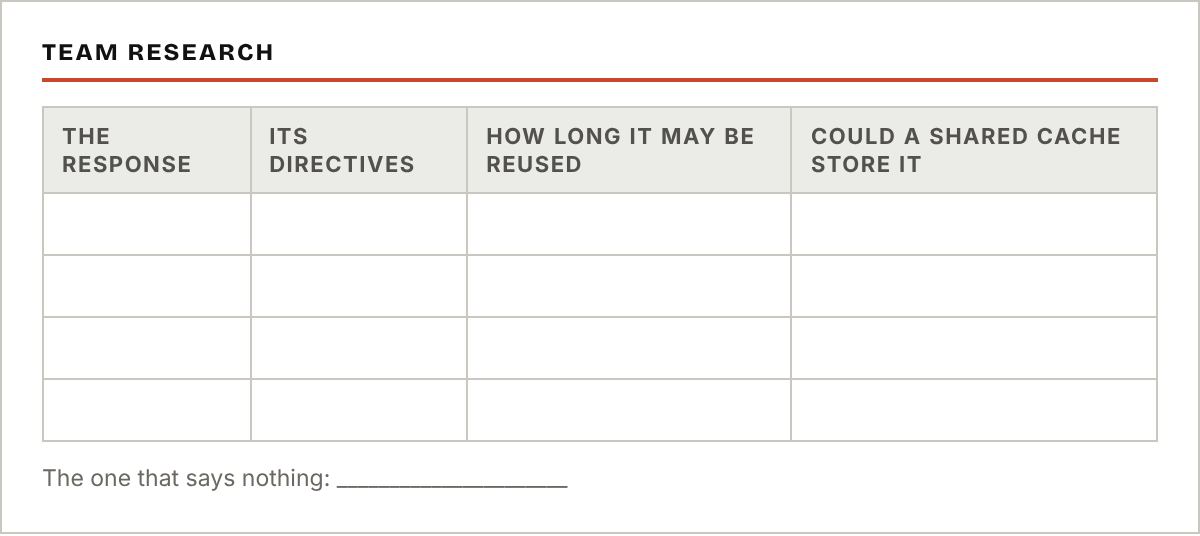 TEAM RESEARCH
THE RESPONSE
ITS DIRECTIVES
HOW LONG IT MAY BE REUSED
COULD A SHARED CACHE STORE IT
The one that says nothing: ____________________